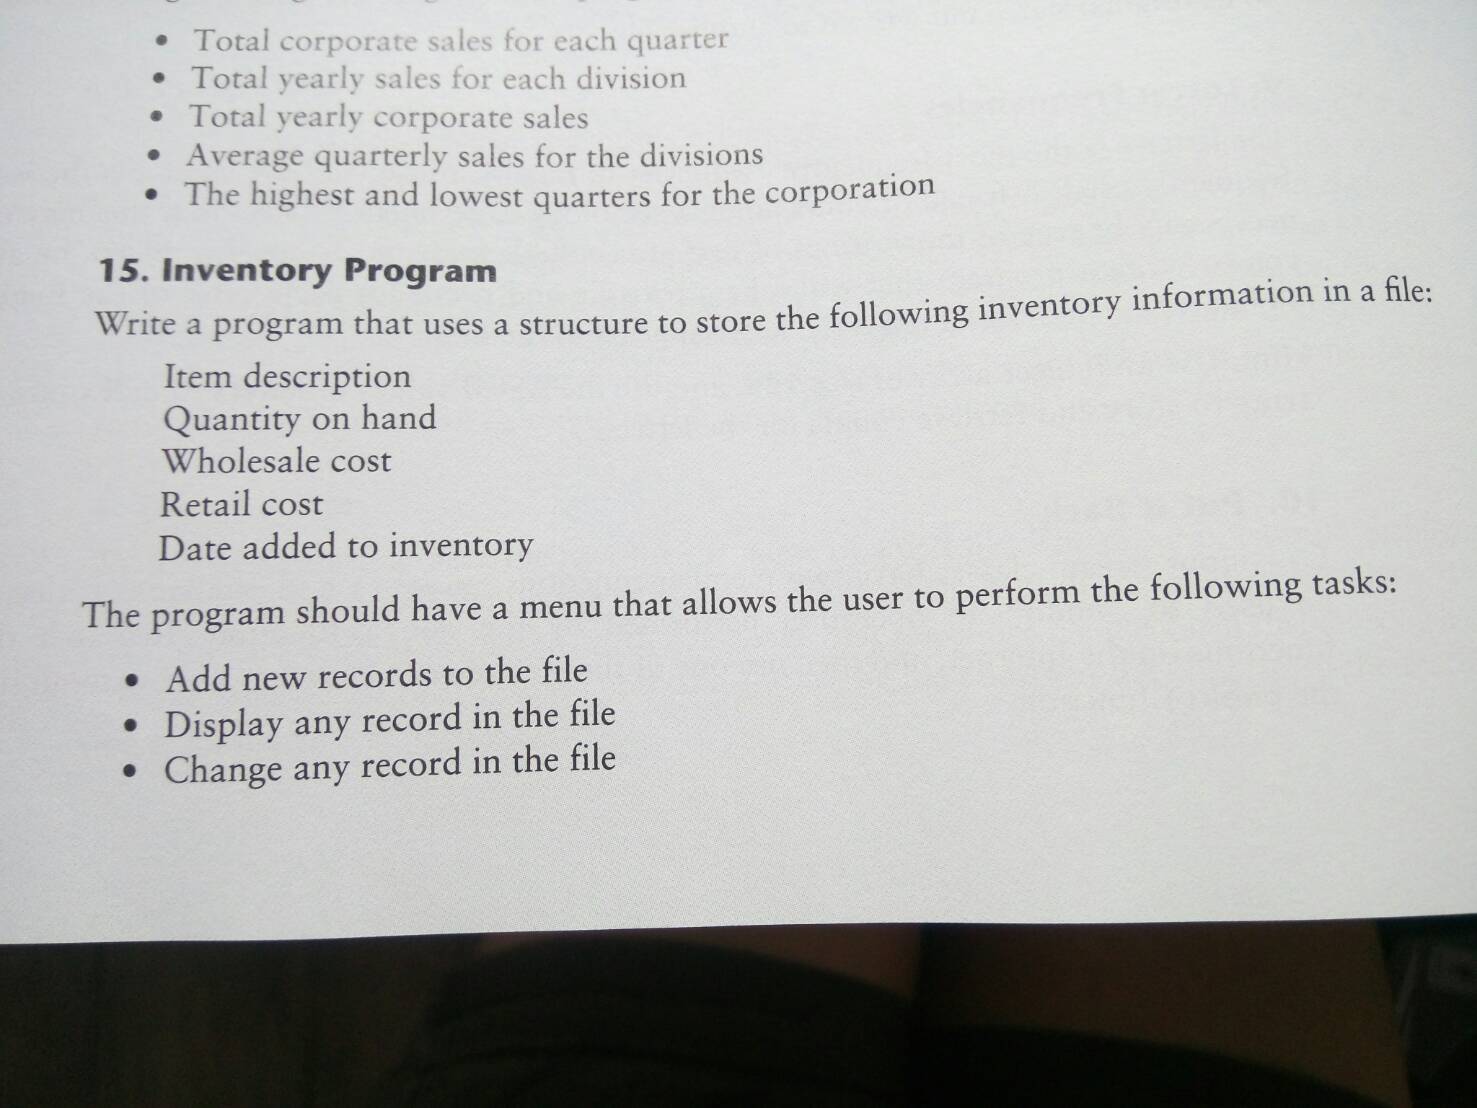 • Total corporate sales for each quarter
• Total yearly sales for each division
• Total yearly corporate sales
• Average quarterly sales for the divisions
• The highest and lowest quarters for the corporation
15. Inventory Program
Write a program that uses a structure to store the following inventory information in a file:
Item description
Quantity on hand
Wholesale cost
Retail cost
Date added to inventory
The program should have a menu that allows the user to perform the following tasks:
• Add new records to the file
• Display any record in the file
• Change any record in the file